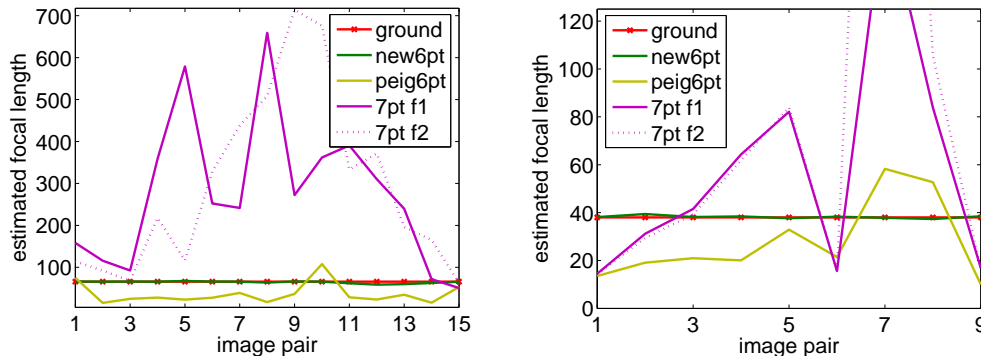 700
600
500
400
300
200
100
estimated focal length
1
3
5
7
9
11
13
15
image pair
ground
new6pt
peig6pt
7pt f1
7pt f2
120
100
80
60
40
20
0
estimated focal length
1
3
5
7
9
image pair
ground
new6pt
peig6pt
7pt f1
7pt f2